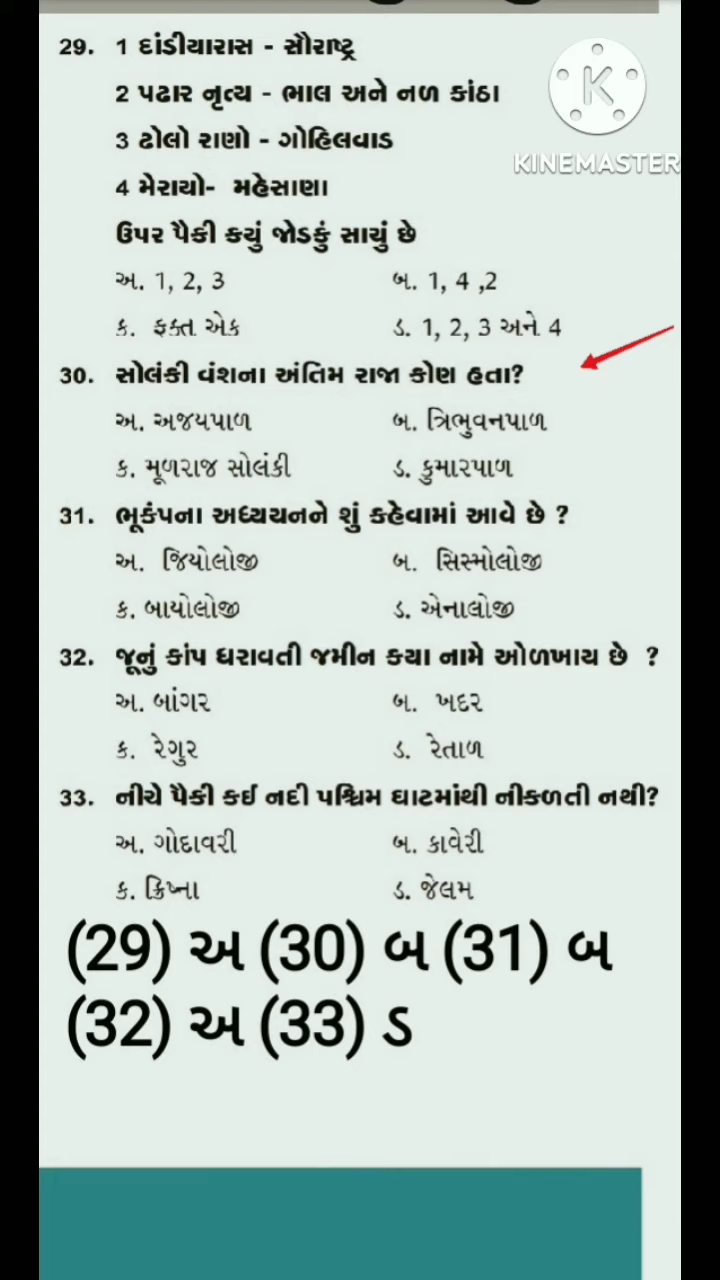 29. 1 દાંડીયારાસ - સૌરાષ્ટ્ર
2 પઢાર નૃત્ય - ભાલ અને નળ કાંઠા
3 ઢોલો રાણો - ગોહિલવાડ
4 મેરાયો- મહેસાણા
ઉપર પૈકી કયું જોડકું સાચું છે
અ. 1, 2, 3 બ. 1, 4 ,2
ક. ફક્ત એક ડ. 1, 2, 3 અને 4
30. સોલંકી વંશના અંતિમ રાજા કોણ હતા?
અ. અજયપાળ બ. ત્રિભુવનપાળ
ક. મૂળરાજ સોલંકી ડ. કુમારપાળ
31. ભૂકંપના અધ્યયનને શું કહેવામાં આવે છે ?
અ. જિયોલોજી બ. સિસ્મોલોજી
ક. બાયોલોજી ડ. એનાલોજી
32. જૂનું કાંપ ધરાવતી જમીન કયા નામે ઓળખાય છે ?
અ. બાંગર બ. ખદર
ક. રેગુર ડ. રેતાળ
33. નીચે પૈકી કઈ નદી પશ્ચિમ ઘાટમાંથી નીકળતી નથી?
અ. ગોદાવરી બ. કાવેરી
ક. ક્રિષ્ના ડ. જેલમ
(29) અ (30) બ (31) બ
(32) અ (33) ડ
K
KINEMASTER